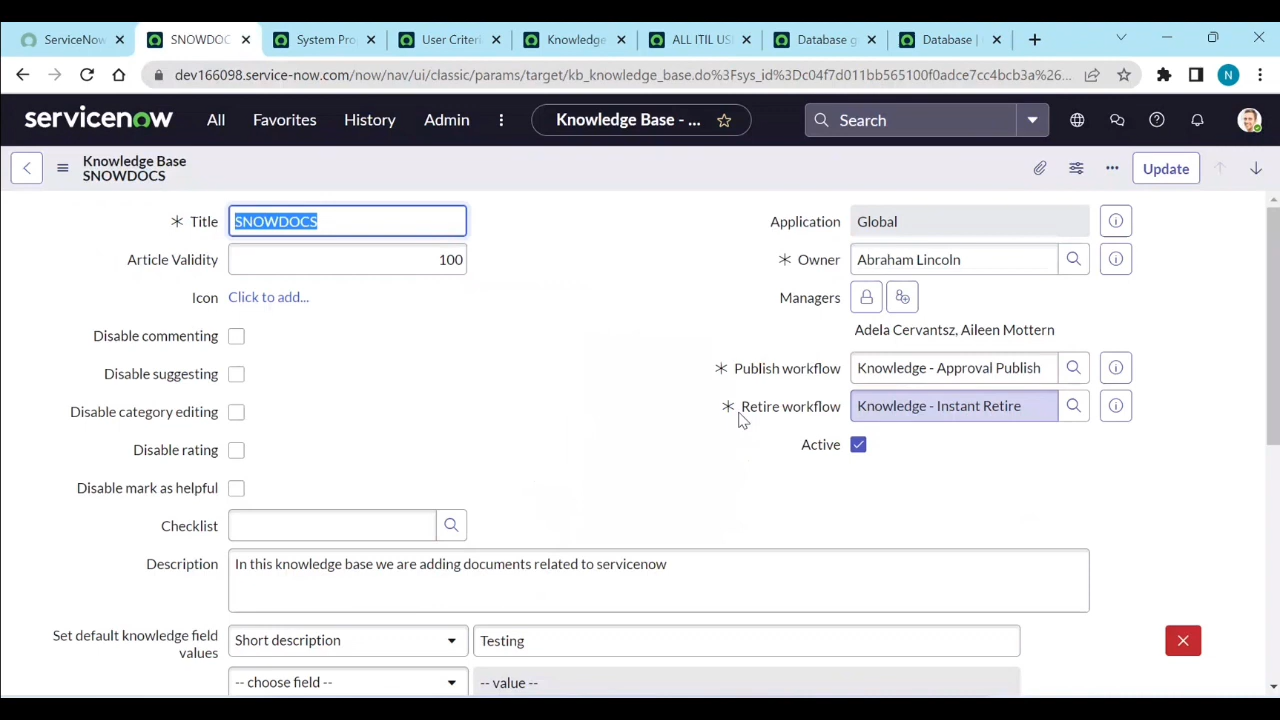 ServiceNow
SNOWDOC
System Pro
User Criteri
Knowledge
ALL ITIL US
Database g
Database |
dev166098.service-now.com/now/nav/ui/classic/params/target/kb_knowledge_base.do%3Fsys_id%3Dc04f7d011bb565100f0adce7cc4bcb3a%26...
N
servicenow
All
Favorites
History
Admin
Knowledge Base - ...
Search
Knowledge Base
SNOWDOCS
Update
* Title
SNOWDOCS
Article Validity
100
Icon
Click to add...
Disable commenting
Disable suggesting
Disable category editing
Disable rating
Disable mark as helpful
Checklist
Application
Global
* Owner
Abraham Lincoln
Managers
Adela Cervantsz, Aileen Mottern
* Publish workflow
Knowledge - Approval Publish
* Retire workflow
Knowledge - Instant Retire
Active
Description
In this knowledge base we are adding documents related to servicenow
Set default knowledge field
values
Short description
Testing
-- choose field --
-- value --